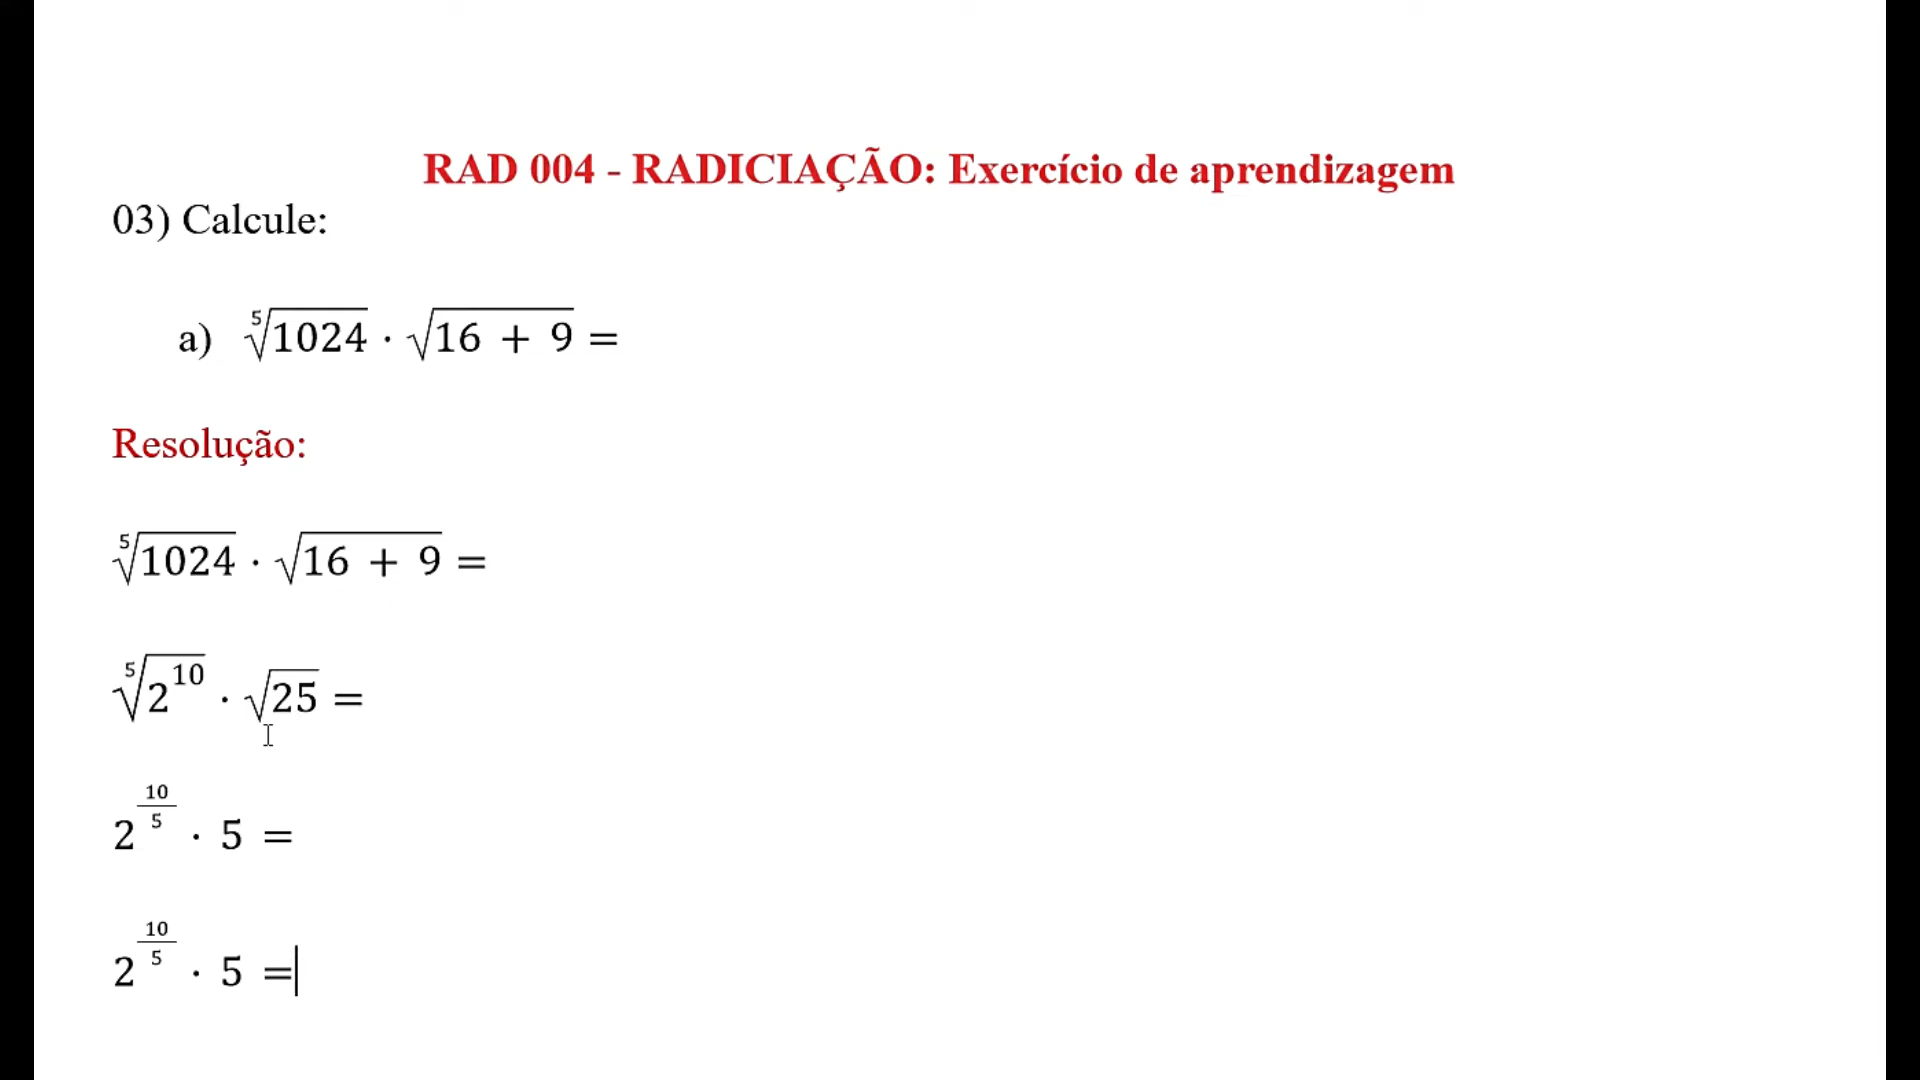 RAD 004 - RADICIAÇÃO: Exercício de aprendizagem
03) Calcule:
a) ⁵√1024 · √16 + 9 =
Resolução:
⁵√1024 · √16 + 9 =
⁵√2¹⁰ · √25 =
2^(10/5) · 5 =
2^(10/5) · 5 =